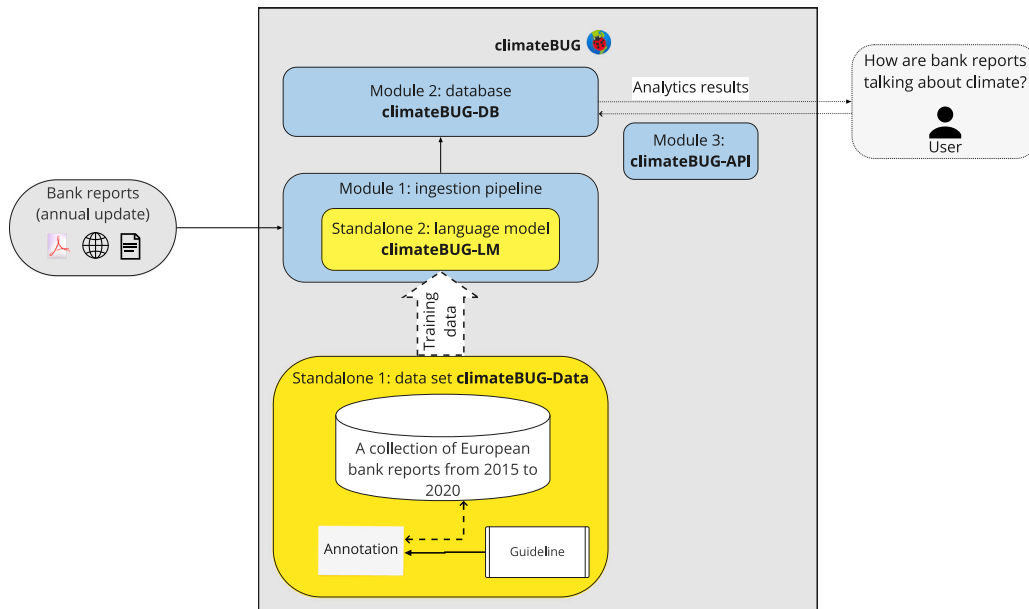 climateBUG
Module 2: database
climateBUG-DB
Analytics results
How are bank reports
talking about climate?
User
Module 3:
climateBUG-API
Module 1: ingestion pipeline
Standalone 2: language model
climateBUG-LM
Bank reports
(annual update)
Training
data
Standalone 1: data set climateBUG-Data
A collection of European
bank reports from 2015 to
2020
Annotation
Guideline